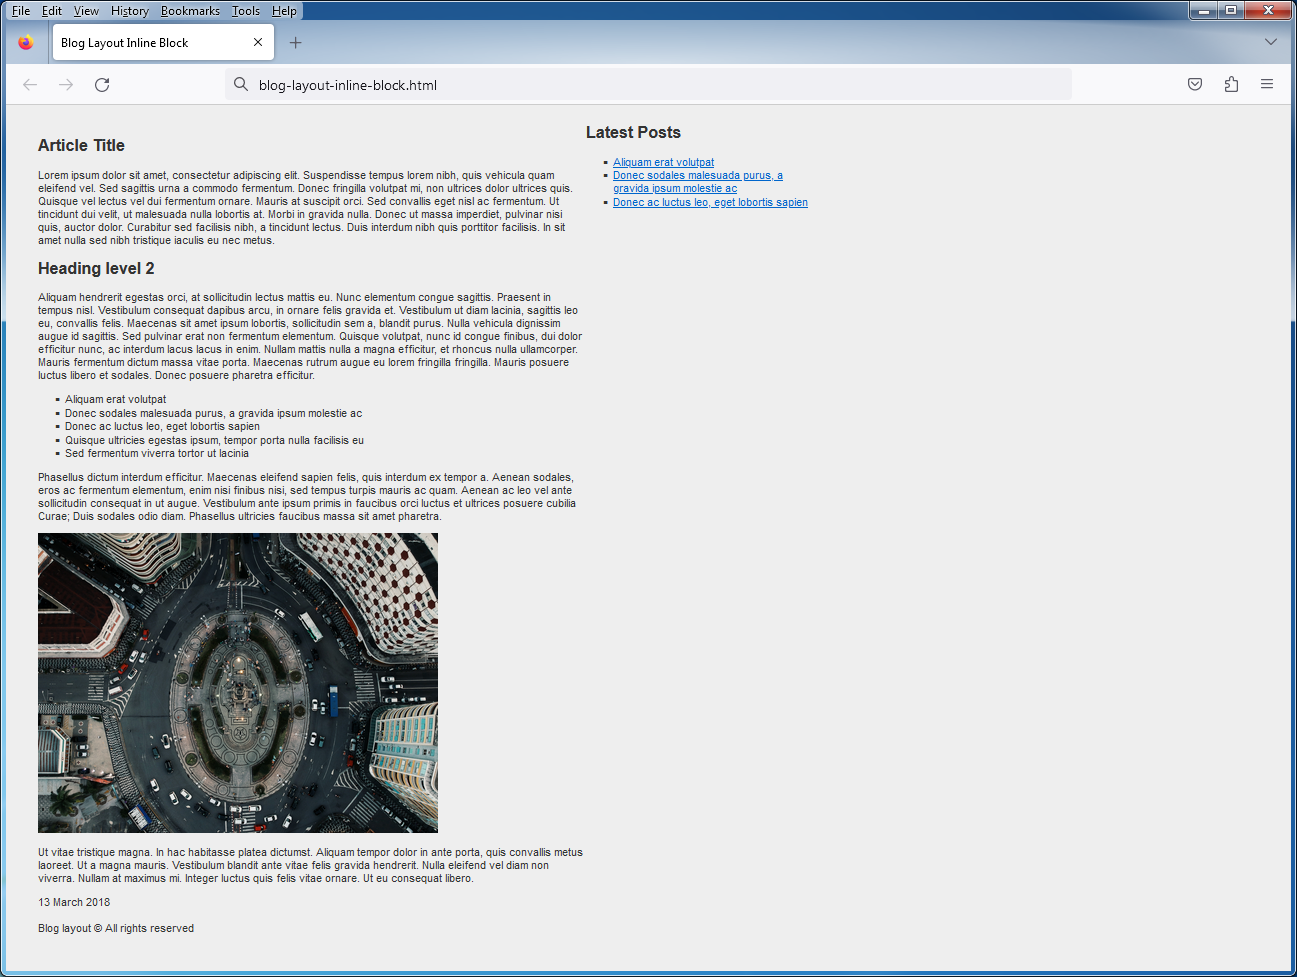 File Edit View History Bookmarks Tools Help
Blog Layout Inline Block
blog-layout-inline-block.html
Article Title
Lorem ipsum dolor sit amet, consectetur adipiscing elit. Suspendisse tempus lorem nibh, quis vehicula quam
eleifend vel. Sed sagittis urna a commodo fermentum. Donec fringilla volutpat mi, non ultrices dolor ultrices quis.
Quisque vel lectus vel dui fermentum ornare. Mauris at suscipit orci. Sed convallis eget nisl ac fermentum. Ut
tincidunt dui velit, ut malesuada nulla lobortis at. Morbi in gravida nulla. Donec ut massa imperdiet, pulvinar nisi
quis, auctor dolor. Curabitur sed facilisis nibh, a tincidunt lectus. Duis interdum nibh quis porttitor facilisis. In sit
amet nulla sed nibh tristique iaculis eu nec metus.
Heading level 2
Aliquam hendrerit egestas orci, at sollicitudin lectus mattis eu. Nunc elementum congue sagittis. Praesent in
tempus nisl. Vestibulum consequat dapibus arcu, in ornare felis gravida et. Vestibulum ut diam lacinia, sagittis leo
eu, convallis felis. Maecenas sit amet ipsum lobortis, sollicitudin sem a, blandit purus. Nulla vehicula dignissim
augue id sagittis. Sed pulvinar erat non fermentum elementum. Quisque volutpat, nunc id congue finibus, dui dolor
efficitur nunc, ac interdum lacus lacus in enim. Nullam mattis nulla a magna efficitur, et rhoncus nulla ullamcorper.
Mauris fermentum dictum massa vitae porta. Maecenas rutrum augue eu lorem fringilla fringilla. Mauris posuere
luctus libero et sodales. Donec posuere pharetra efficitur.
Aliquam erat volutpat
Donec sodales malesuada purus, a gravida ipsum molestie ac
Donec ac luctus leo, eget lobortis sapien
Quisque ultricies egestas ipsum, tempor porta nulla facilisis eu
Sed fermentum viverra tortor ut lacinia
Phasellus dictum interdum efficitur. Maecenas eleifend sapien felis, quis interdum ex tempor a. Aenean sodales,
eros ac fermentum elementum, enim nisi finibus nisi, sed tempus turpis mauris ac quam. Aenean ac leo vel ante
sollicitudin consequat in ut augue. Vestibulum ante ipsum primis in faucibus orci luctus et ultrices posuere cubilia
Curae; Duis sodales odio diam. Phasellus ultricies faucibus massa sit amet pharetra.
Ut vitae tristique magna. In hac habitasse platea dictumst. Aliquam tempor dolor in ante porta, quis convallis metus
laoreet. Ut a magna mauris. Vestibulum blandit ante vitae felis gravida hendrerit. Nulla eleifend vel diam non
viverra. Nullam at maximus mi. Integer luctus quis felis vitae ornare. Ut eu consequat libero.
13 March 2018
Latest Posts
Aliquam erat volutpat
Donec sodales malesuada purus, a
gravida ipsum molestie ac
Donec ac luctus leo, eget lobortis sapien
Blog layout © All rights reserved